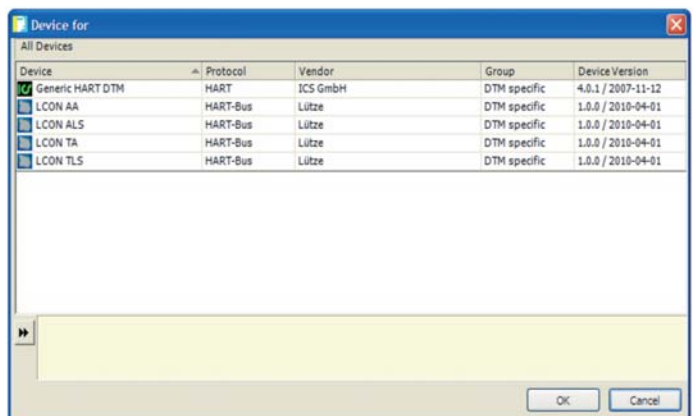 Device for
All Devices
Device Protocol Vendor Group Device Version
Generic HART DTM HART ICS GmbH DTM specific 4.0.1 / 2007-11-12
LCON AA HART-Bus Lütze DTM specific 1.0.0 / 2010-04-01
LCON ALS HART-Bus Lütze DTM specific 1.0.0 / 2010-04-01
LCON TA HART-Bus Lütze DTM specific 1.0.0 / 2010-04-01
LCON TLS HART-Bus Lütze DTM specific 1.0.0 / 2010-04-01
OK Cancel